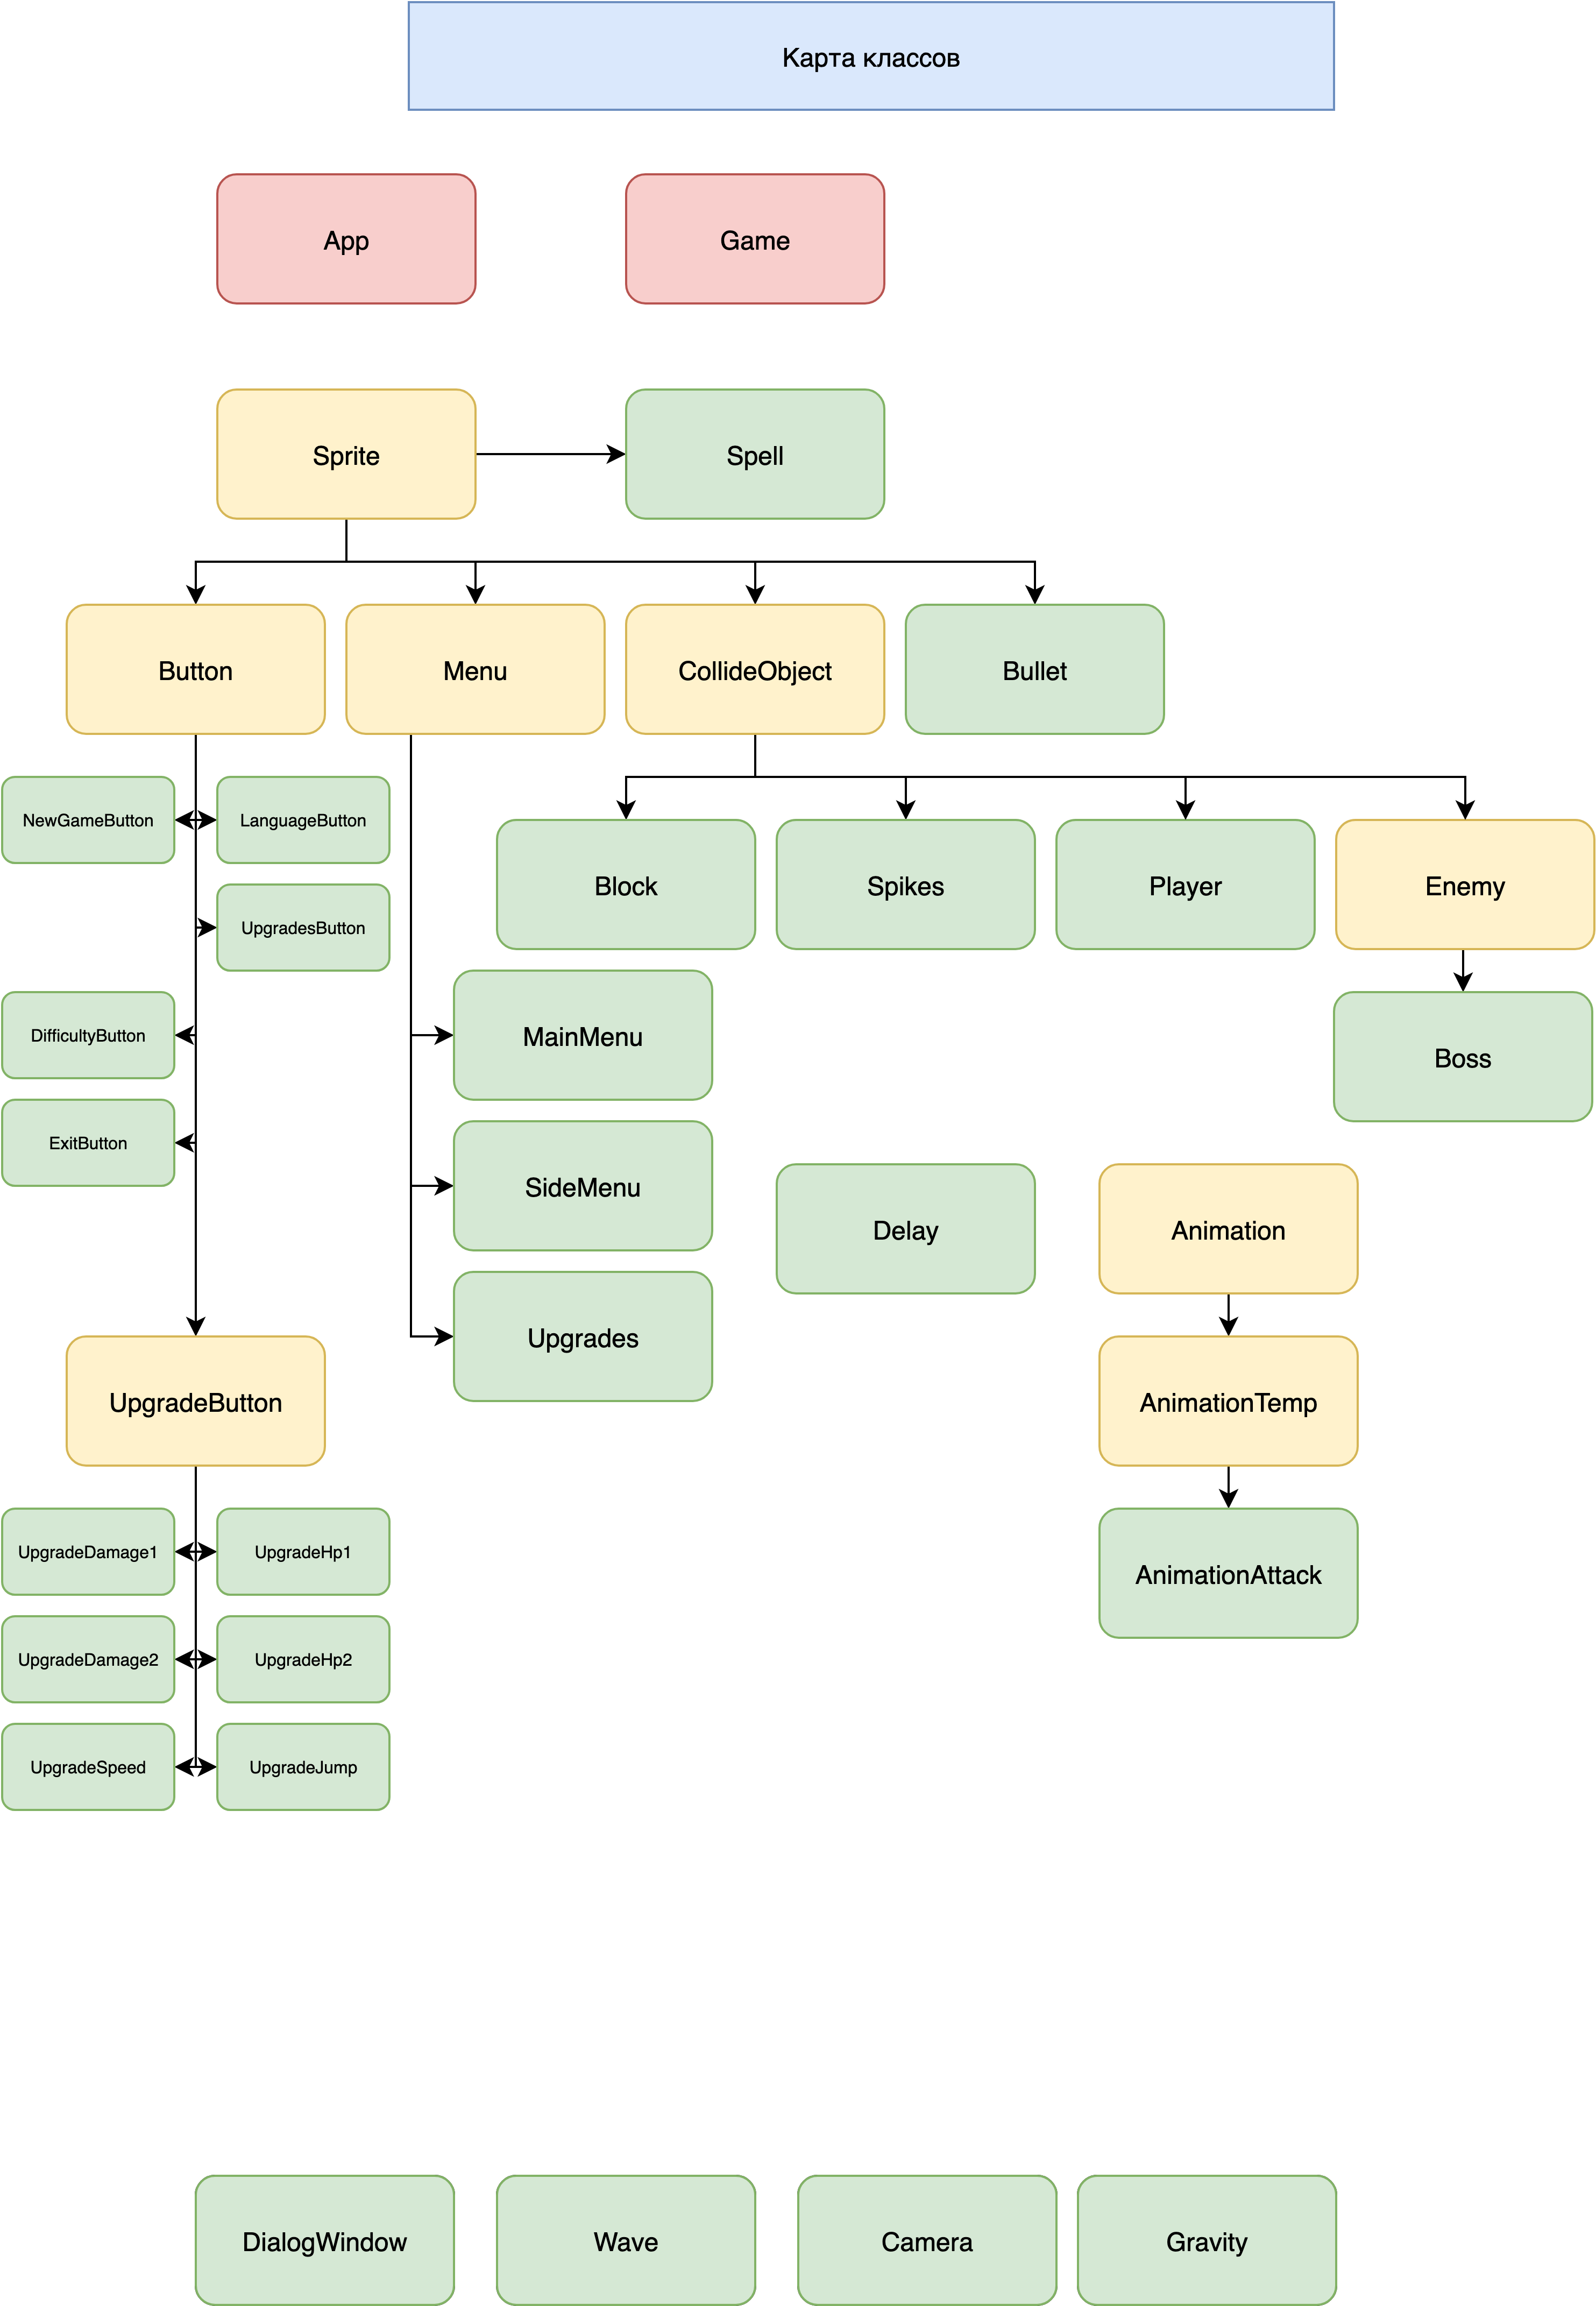 Карта классов
App
Game
Sprite
Spell
Button
Menu
CollideObject
Bullet
NewGameButton
LanguageButton
UpgradesButton
Block
Spikes
Player
Enemy
DifficultyButton
MainMenu
Boss
ExitButton
SideMenu
Delay
Animation
Upgrades
UpgradeButton
AnimationTemp
UpgradeDamage1
UpgradeHp1
AnimationAttack
UpgradeDamage2
UpgradeHp2
UpgradeSpeed
UpgradeJump
DialogWindow
Wave
Camera
Gravity